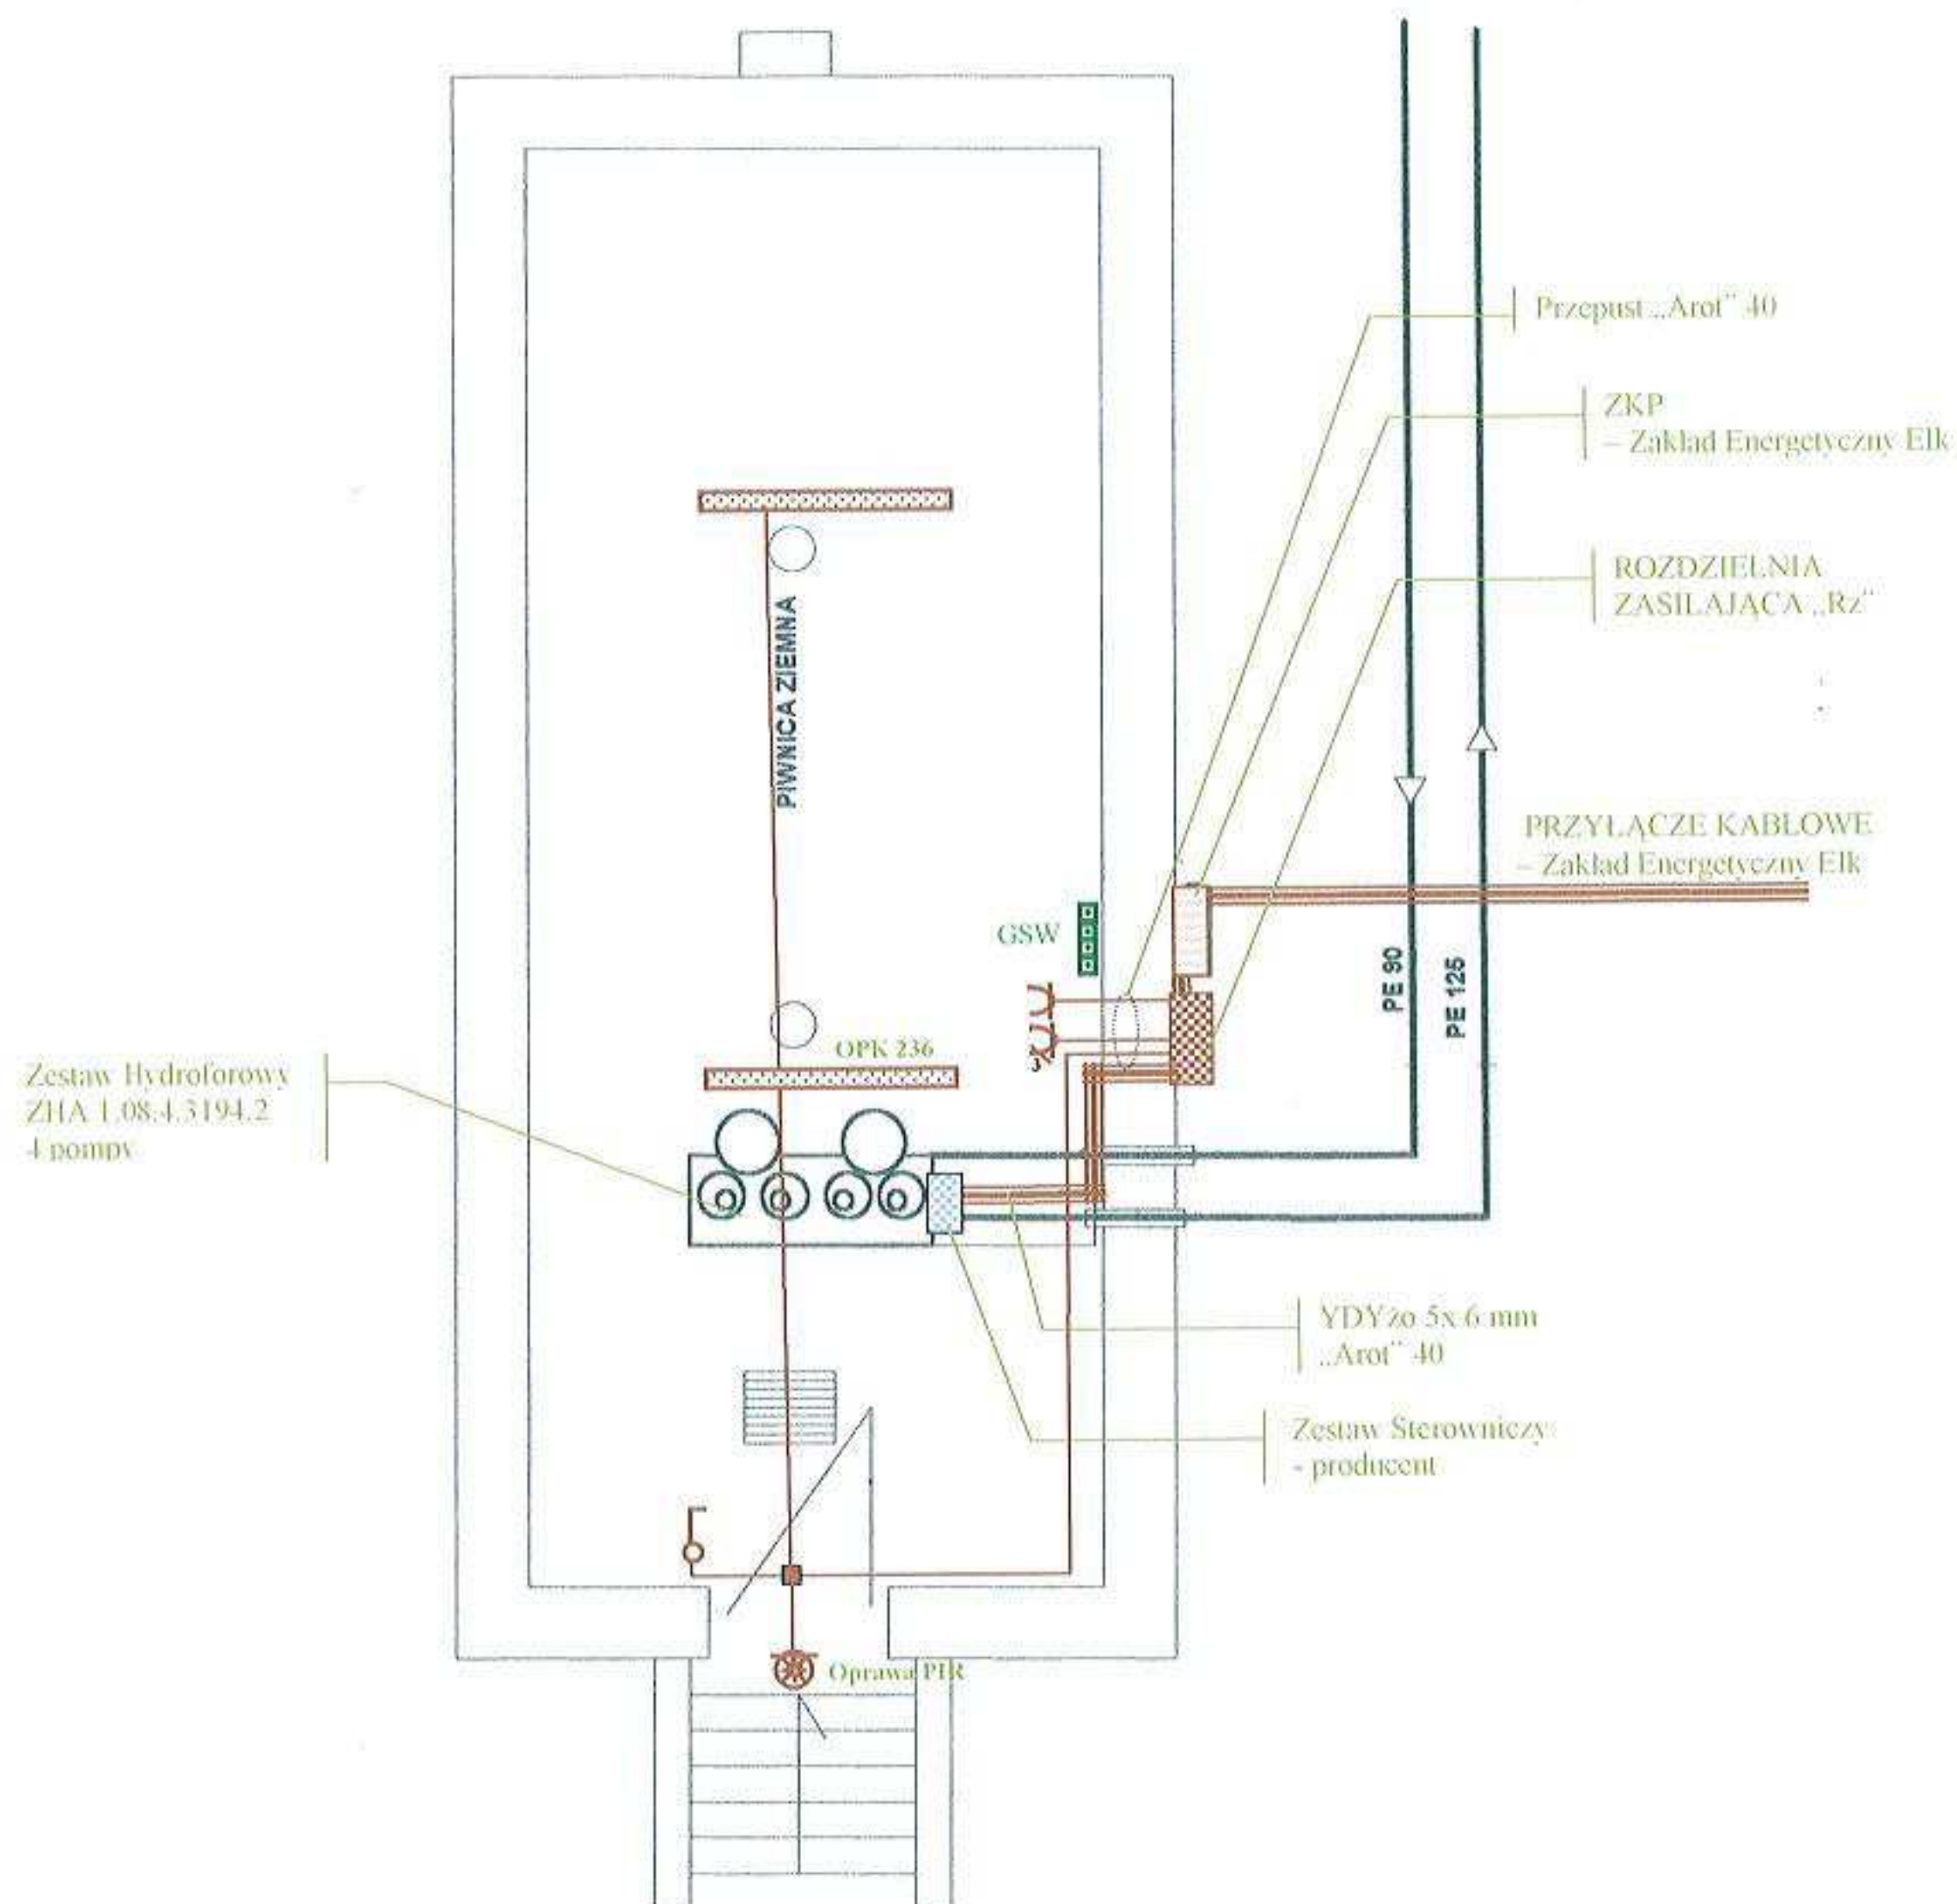 Przepust „Arot” 40
ZKP
– Zakład Energetyczny Ełk
ROZDZIELNIA
ZASILAJĄCA „Rz”
PIWNICA ZIEMNA
PRZYŁĄCZE KABLOWE
– Zakład Energetyczny Ełk
GSW
PE 90
PE 125
3
OPK 236
Zestaw Hydroforowy
ZHA 1.08.4.3194.2
4 pompy
YDYżo 5x 6 mm
„Arot” 40
Zestaw Sterowniczy
- producent
Oprawa PIR